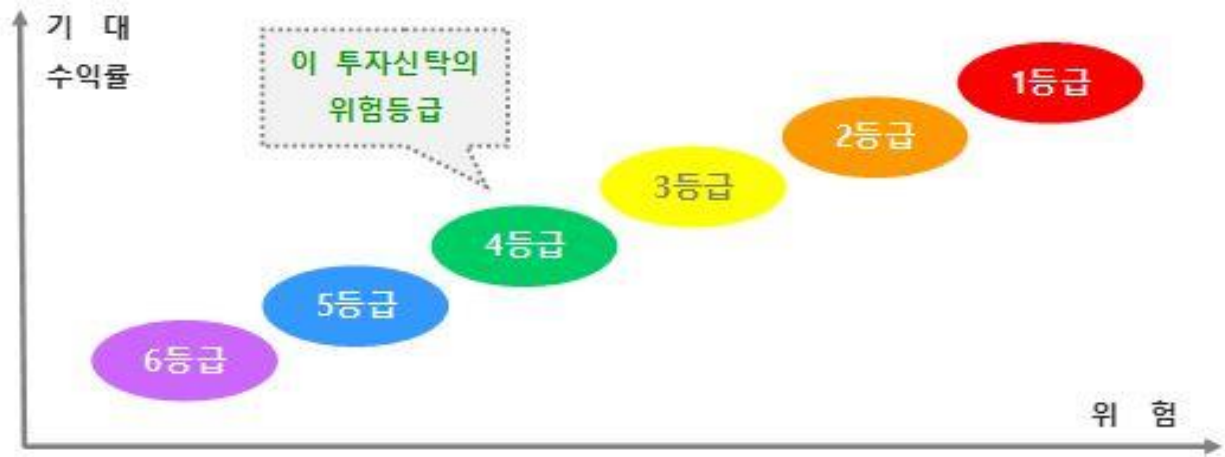 기 대
수익률
이 투자신탁의
위험등급
1등급
2등급
3등급
4등급
5등급
6등급
위 험